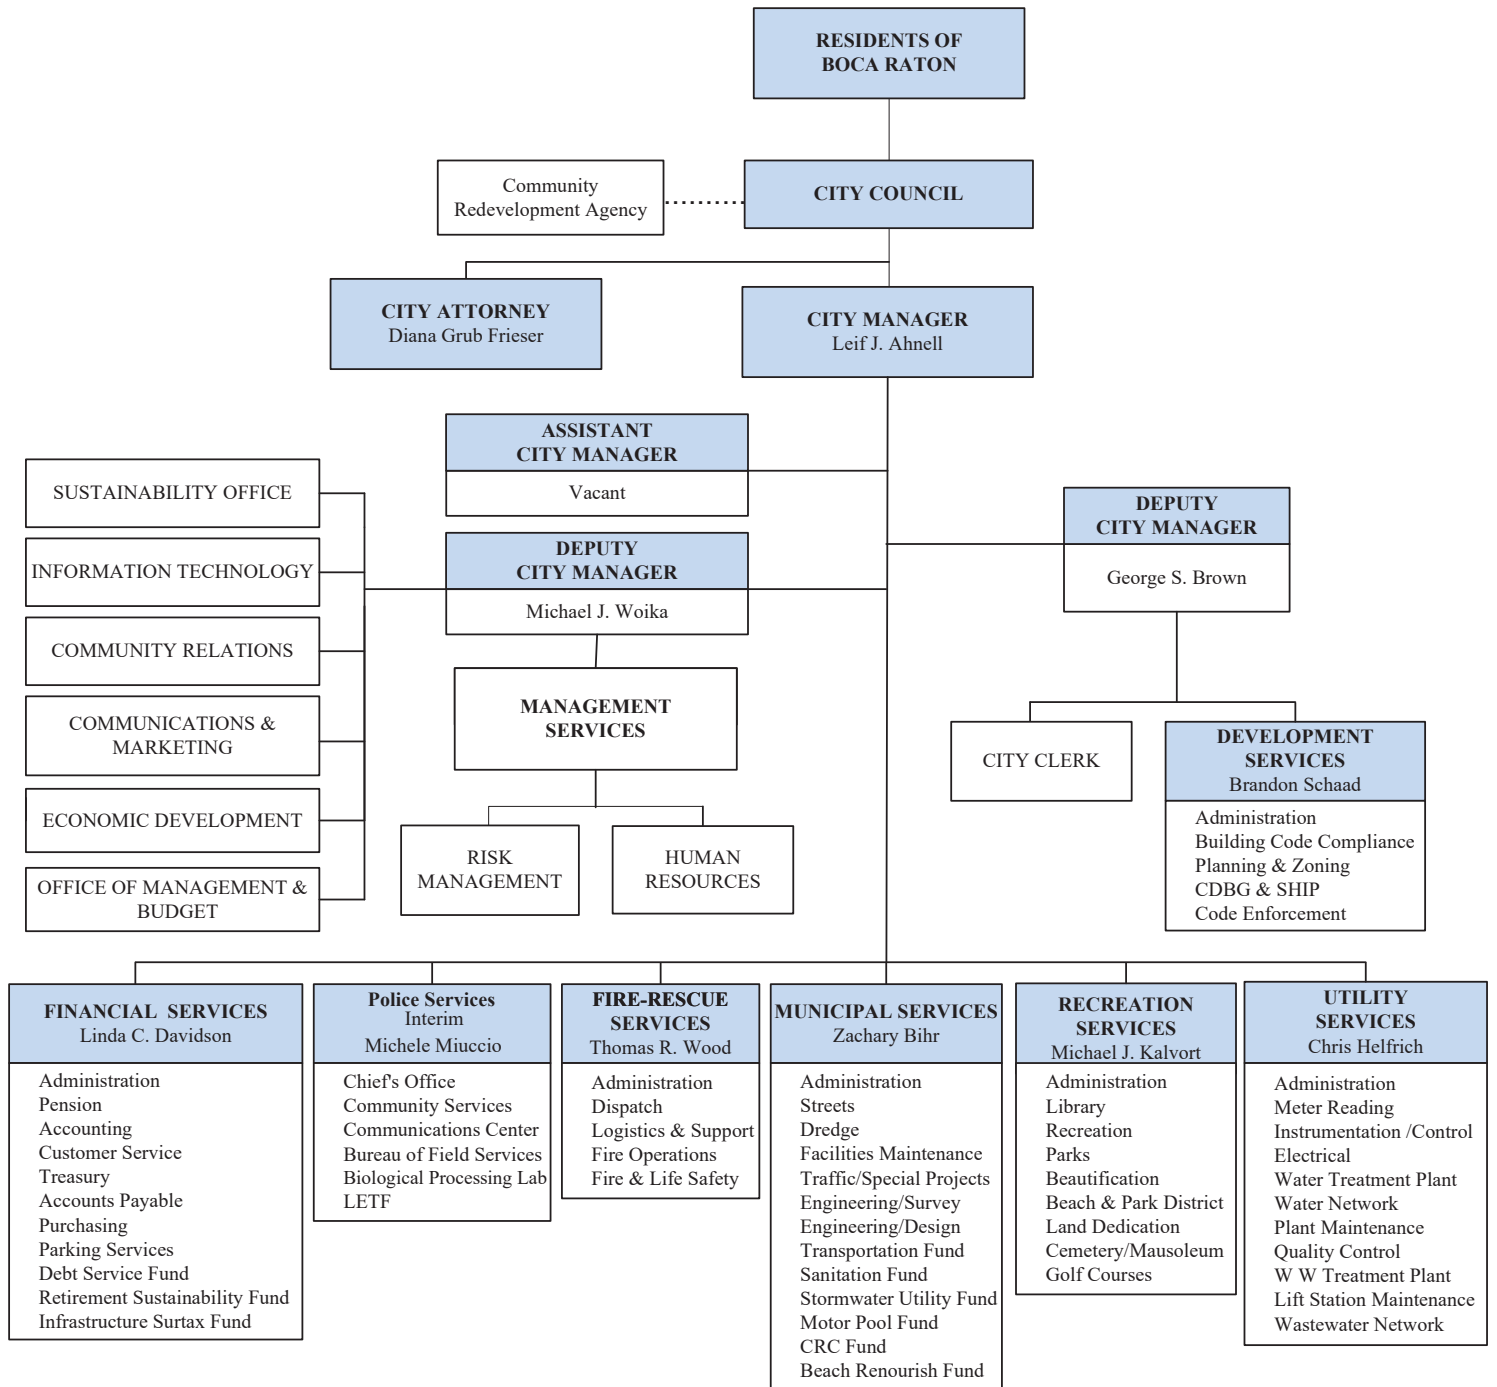 RESIDENTS OF
BOCA RATON
Community
Redevelopment Agency
CITY COUNCIL
CITY ATTORNEY
Diana Grub Frieser
CITY MANAGER
Leif J. Ahnell
ASSISTANT
CITY MANAGER
Vacant
DEPUTY
CITY MANAGER
Michael J. Woika
DEPUTY
CITY MANAGER
George S. Brown
SUSTAINABILITY OFFICE
INFORMATION TECHNOLOGY
COMMUNITY RELATIONS
COMMUNICATIONS &
MARKETING
ECONOMIC DEVELOPMENT
OFFICE OF MANAGEMENT &
BUDGET
MANAGEMENT
SERVICES
RISK
MANAGEMENT
HUMAN
RESOURCES
CITY CLERK
DEVELOPMENT
SERVICES
Brandon Schaad
Administration
Building Code Compliance
Planning & Zoning
CDBG & SHIP
Code Enforcement
FINANCIAL SERVICES
Linda C. Davidson
Administration
Pension
Accounting
Customer Service
Treasury
Accounts Payable
Purchasing
Parking Services
Debt Service Fund
Retirement Sustainability Fund
Infrastructure Surtax Fund
Police Services
Interim
Michele Miuccio
Chief's Office
Community Services
Communications Center
Bureau of Field Services
Biological Processing Lab
LETF
FIRE-RESCUE
SERVICES
Thomas R. Wood
Administration
Dispatch
Logistics & Support
Fire Operations
Fire & Life Safety
MUNICIPAL SERVICES
Zachary Bihr
Administration
Streets
Dredge
Facilities Maintenance
Traffic/Special Projects
Engineering/Survey
Engineering/Design
Transportation Fund
Sanitation Fund
Stormwater Utility Fund
Motor Pool Fund
CRC Fund
Beach Renourish Fund
RECREATION
SERVICES
Michael J. Kalvort
Administration
Library
Recreation
Parks
Beautification
Beach & Park District
Land Dedication
Cemetery/Mausoleum
Golf Courses
UTILITY
SERVICES
Chris Helfrich
Administration
Meter Reading
Instrumentation /Control
Electrical
Water Treatment Plant
Water Network
Plant Maintenance
Quality Control
W W Treatment Plant
Lift Station Maintenance
Wastewater Network